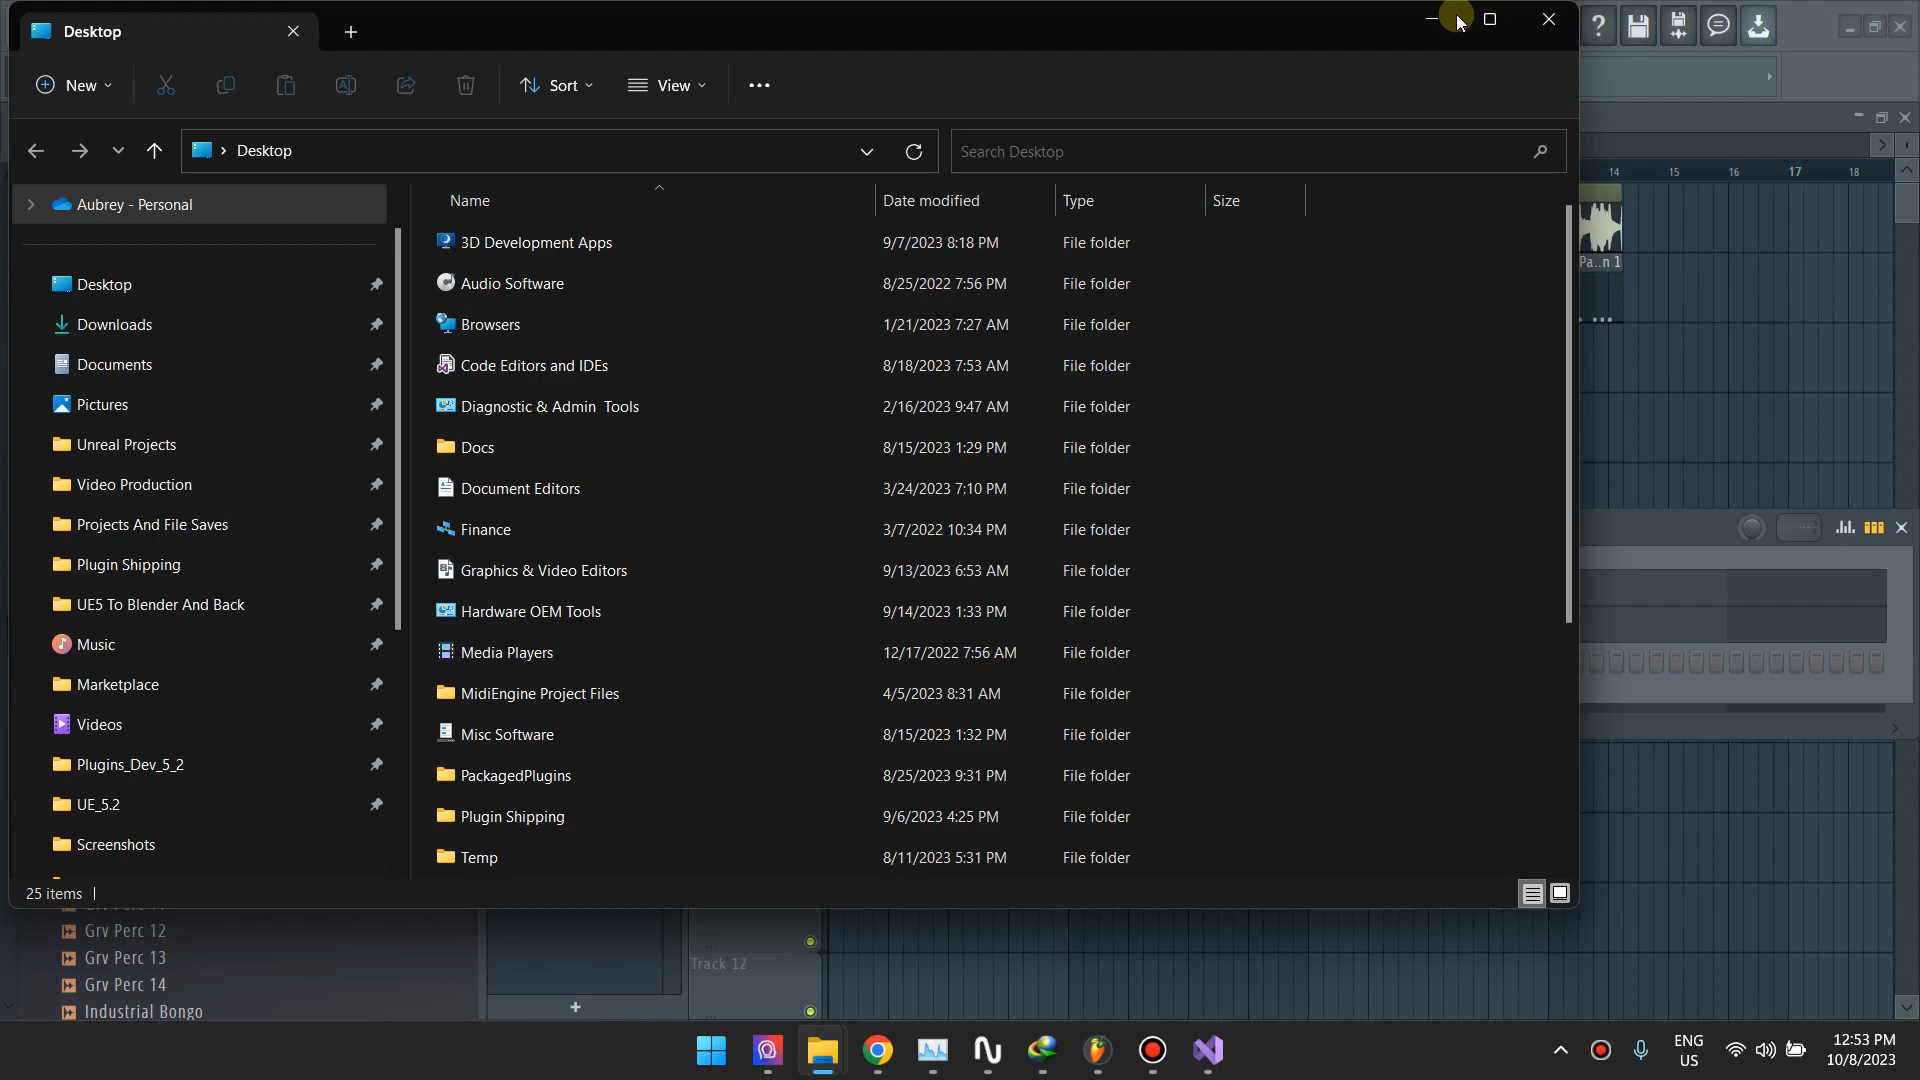 Desktop
New
Sort
View
Desktop
Search Desktop
Aubrey - Personal
Desktop
Downloads
Documents
Pictures
Unreal Projects
Video Production
Projects And File Saves
Plugin Shipping
UE5 To Blender And Back
Music
Marketplace
Videos
Plugins_Dev_5_2
UE_5.2
Screenshots
Name Date modified Type Size
3D Development Apps 9/7/2023 8:18 PM File folder
Audio Software 8/25/2022 7:56 PM File folder
Browsers 1/21/2023 7:27 AM File folder
Code Editors and IDEs 8/18/2023 7:53 AM File folder
Diagnostic & Admin Tools 2/16/2023 9:47 AM File folder
Docs 8/15/2023 1:29 PM File folder
Document Editors 3/24/2023 7:10 PM File folder
Finance 3/7/2022 10:34 PM File folder
Graphics & Video Editors 9/13/2023 6:53 AM File folder
Hardware OEM Tools 9/14/2023 1:33 PM File folder
Media Players 12/17/2022 7:56 AM File folder
MidiEngine Project Files 4/5/2023 8:31 AM File folder
Misc Software 8/15/2023 1:32 PM File folder
PackagedPlugins 8/25/2023 9:31 PM File folder
Plugin Shipping 9/6/2023 4:25 PM File folder
Temp 8/11/2023 5:31 PM File folder
25 items
14 15 16 17 18
Pa..n 1
Grv Perc 12
Grv Perc 13
Grv Perc 14
Industrial Bongo
Track 12
ENG
US
12:53 PM
10/8/2023